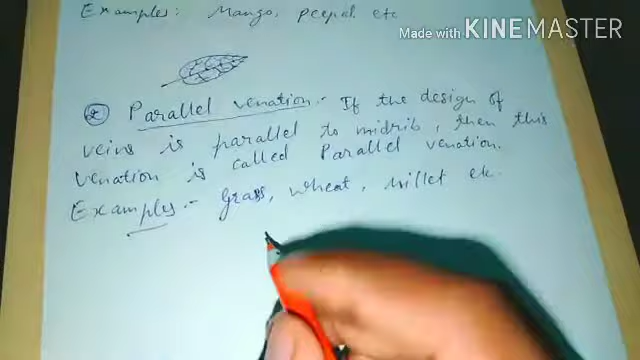 Examples: Mango, peepal etc
Made with KINEMASTER
② Parallel venation:- If the design of
veins is parallel to midrib, then this
venation is called Parallel venation.
Examples:- Grass, wheat, millet etc.